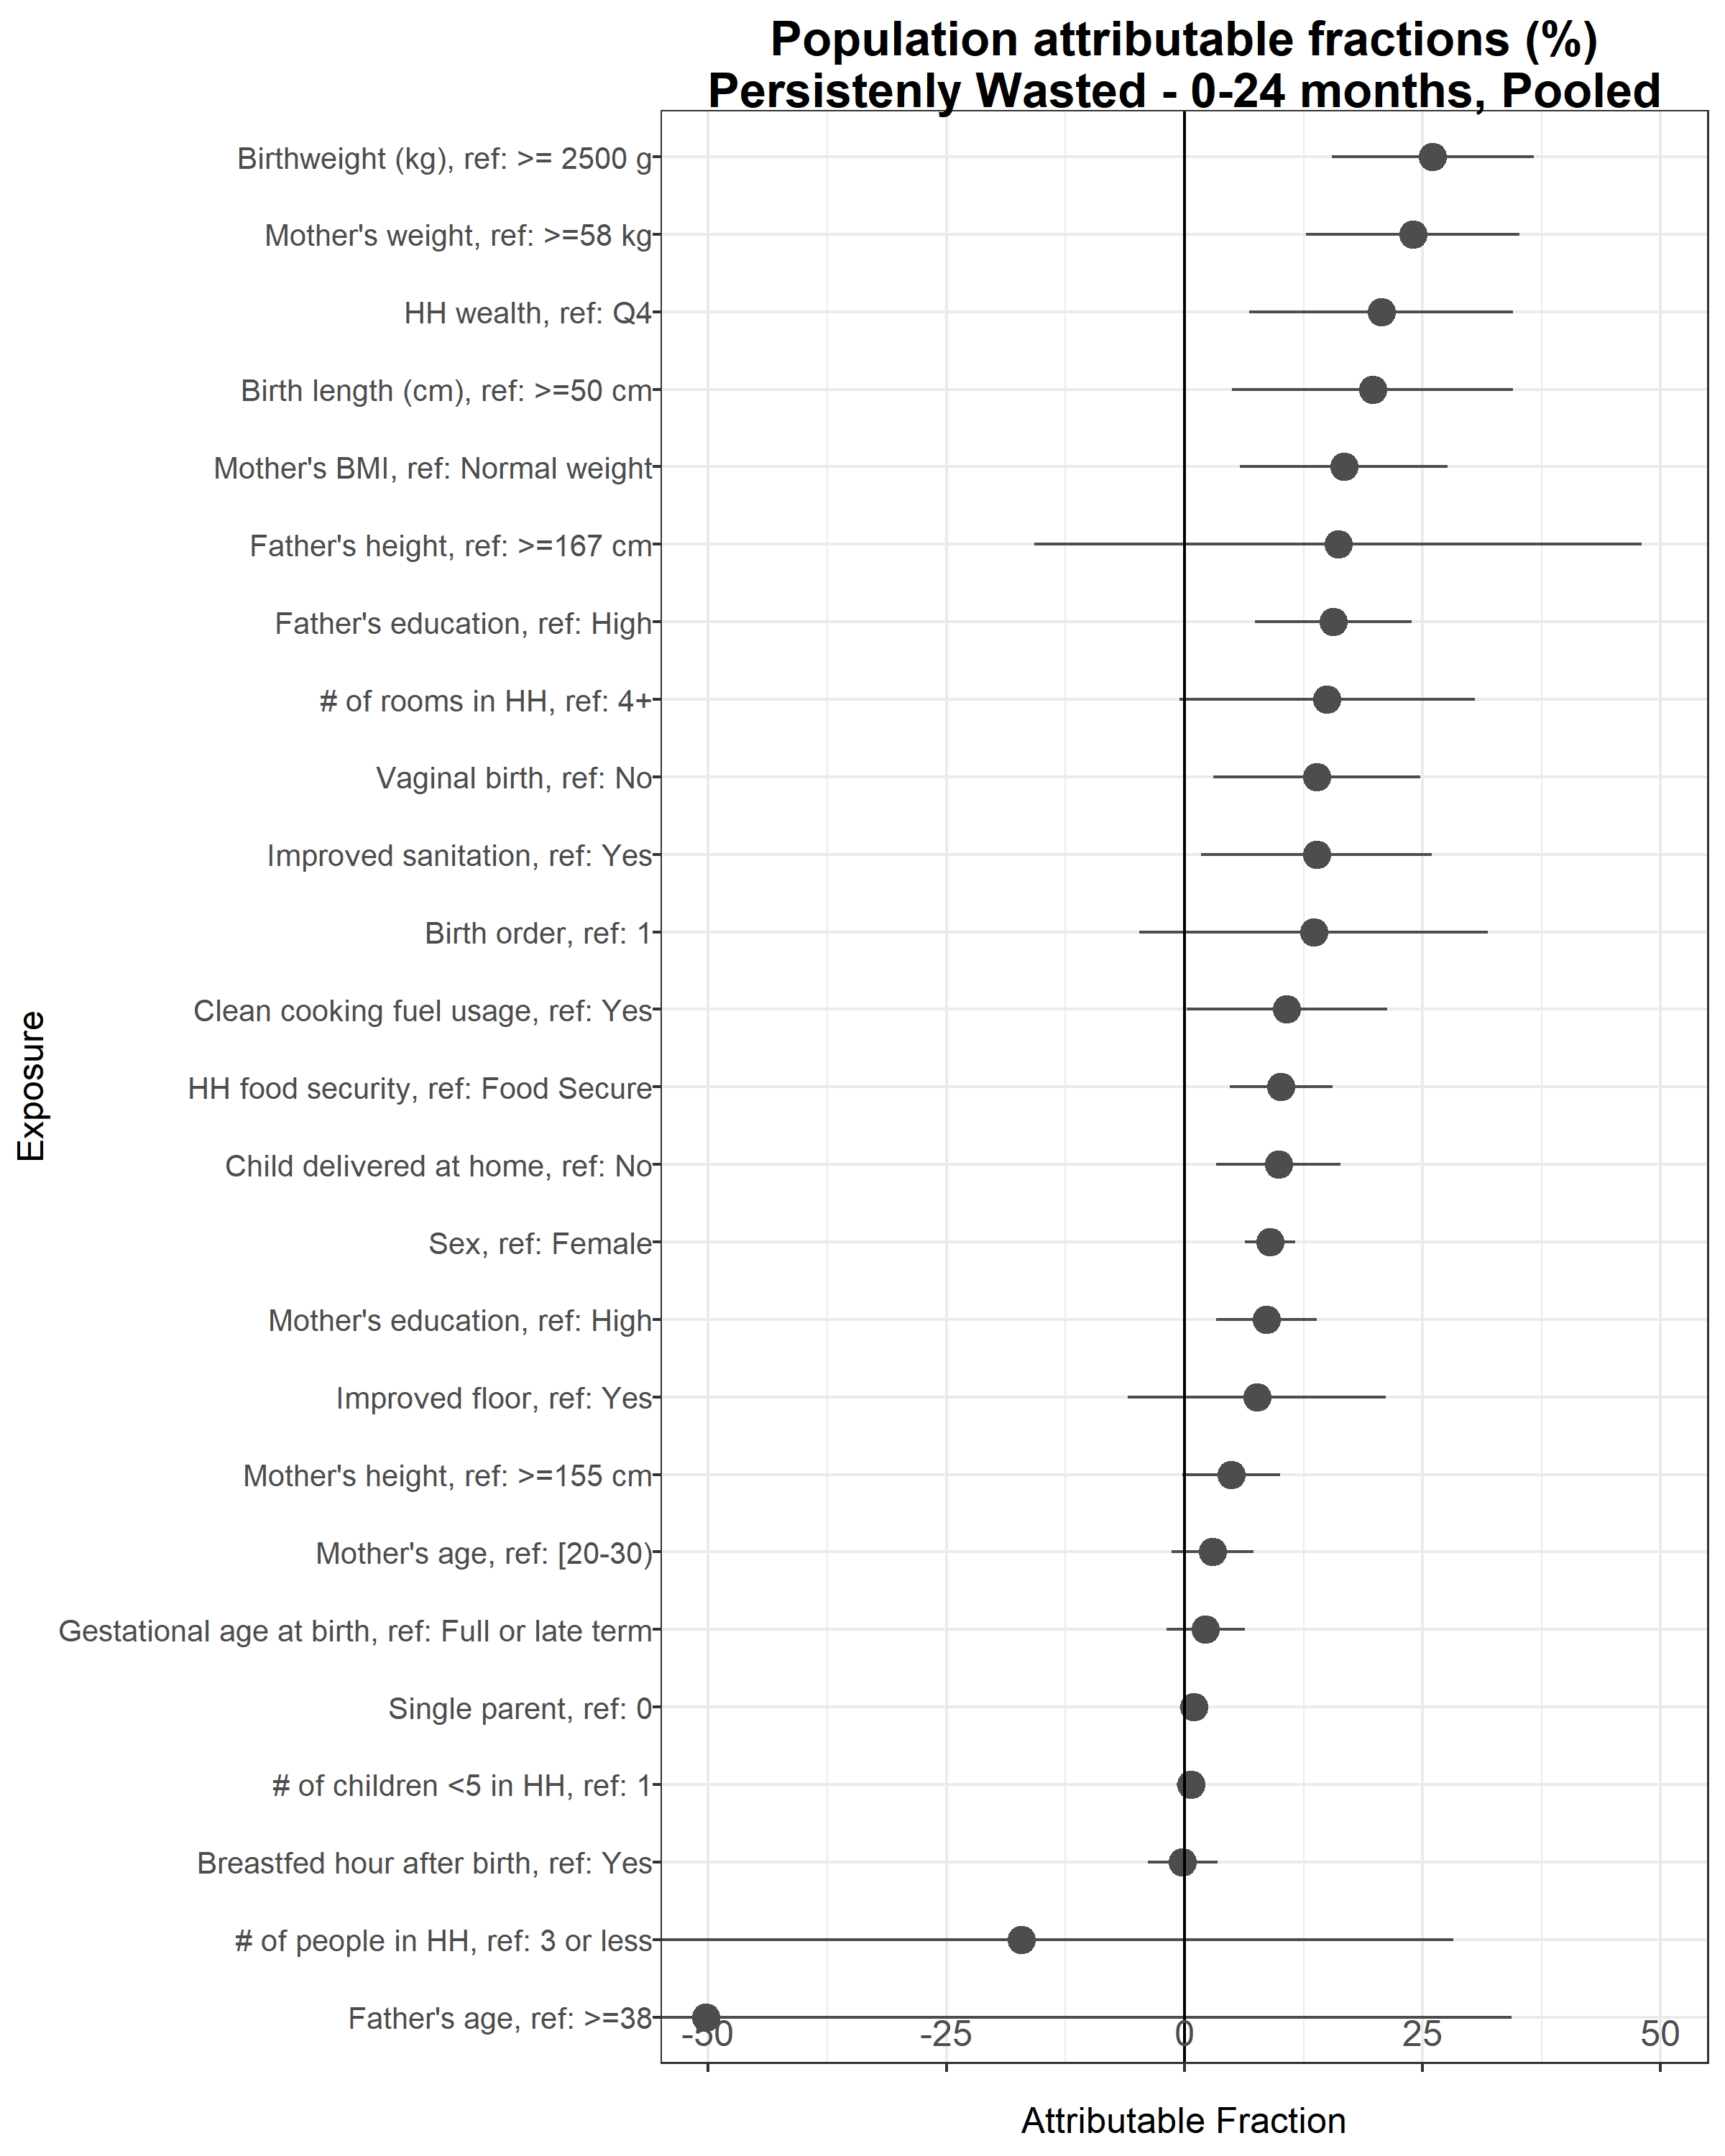 Population attributable fractions (%)
Persistenly Wasted - 0-24 months, Pooled
Birthweight (kg), ref: >= 2500 g
Mother's weight, ref: >=58 kg
HH wealth, ref: Q4
Birth length (cm), ref: >=50 cm
Mother's BMI, ref: Normal weight
Father's height, ref: >=167 cm
Father's education, ref: High
# of rooms in HH, ref: 4+
Vaginal birth, ref: No
Improved sanitation, ref: Yes
Birth order, ref: 1
Clean cooking fuel usage, ref: Yes
HH food security, ref: Food Secure
Child delivered at home, ref: No
Sex, ref: Female
Mother's education, ref: High
Improved floor, ref: Yes
Mother's height, ref: >=155 cm
Mother's age, ref: [20-30)
Gestational age at birth, ref: Full or late term
Single parent, ref: 0
# of children <5 in HH, ref: 1
Breastfed hour after birth, ref: Yes
# of people in HH, ref: 3 or less
Father's age, ref: >=38
Exposure
-50 -25 0 25 50
Attributable Fraction